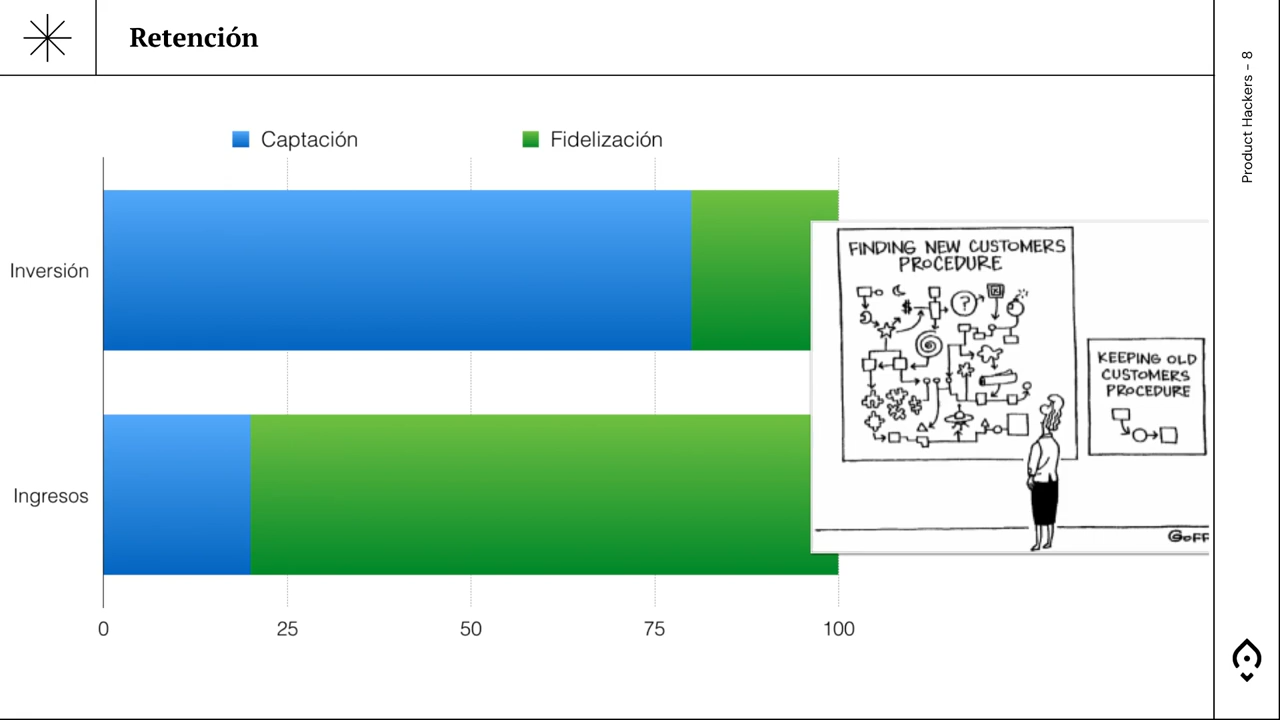 Retención
Product Hackers – 8
Captación
Fidelización
Inversión
Ingresos
0
25
50
75
100
FINDING NEW CUSTOMERS
PROCEDURE
$
?
KEEPING OLD
CUSTOMERS
PROCEDURE
GOFF